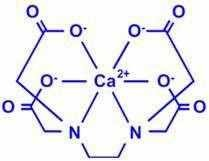 O O
O- O-
O- Ca2+ O-
O O
N N